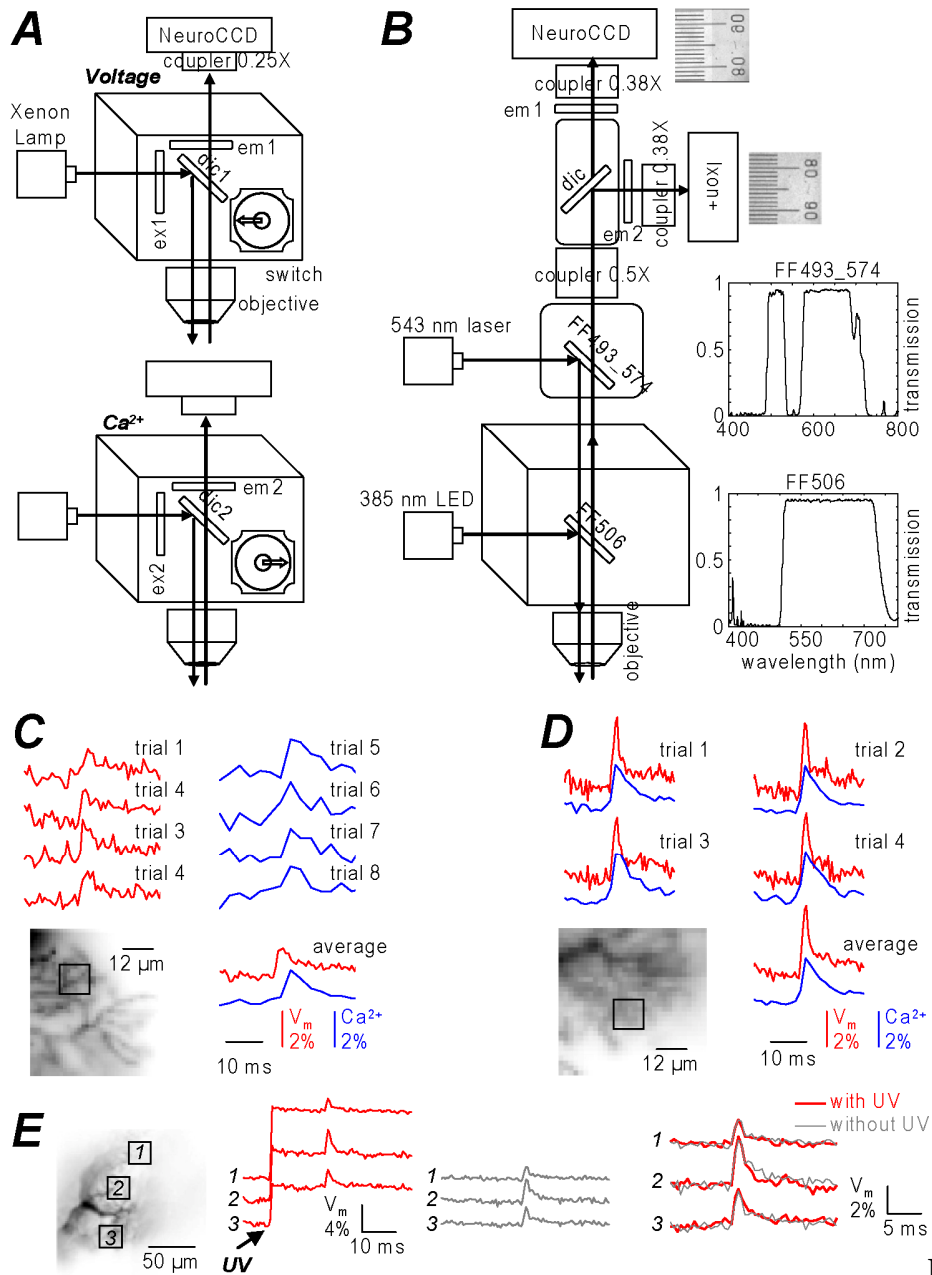 A
NeuroCCD
coupler 0.25X
Voltage
Xenon
Lamp
em1
dic1
ex1
switch
objective
Ca²⁺
em2
dic2
ex2
B
NeuroCCD
coupler 0.38X
em1
dic
em2
coupler 0.38X
Ixon+
coupler 0.5X
543 nm laser
FF493_574
385 nm LED
FF506
objective
60
80.
80
90
FF493_574
1
0.5
0
400
600
800
transmission
FF506
1
0.5
0
400
550
700
transmission
wavelength (nm)
C
trial 1
trial 4
trial 3
trial 4
trial 5
trial 6
trial 7
trial 8
12 µm
average
10 ms
Vm
2%
Ca²⁺
2%
D
trial 1
trial 2
trial 3
trial 4
average
12 µm
10 ms
Vm
2%
Ca²⁺
2%
E
1
2
3
50 µm
1
2
3
UV
Vm
4%
10 ms
1
2
3
with UV
without UV
1
2
3
Vm
2%
5 ms
1